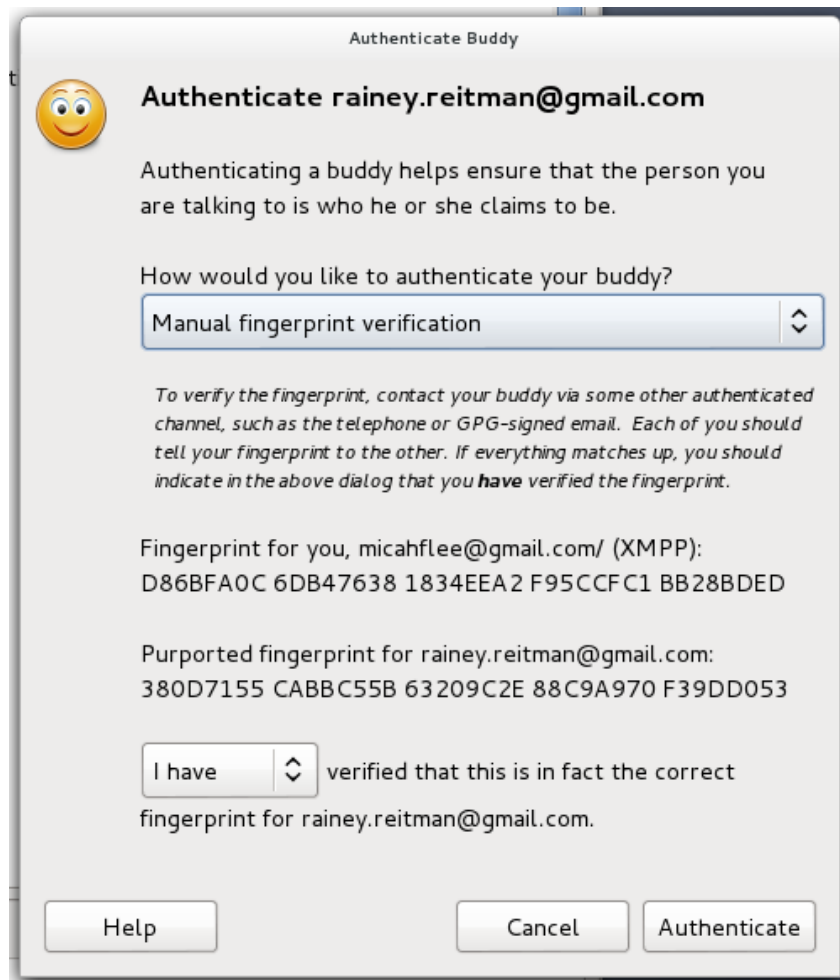 Authenticate Buddy
t
Authenticate rainey.reitman@gmail.com
Authenticating a buddy helps ensure that the person you
are talking to is who he or she claims to be.
How would you like to authenticate your buddy?
Manual fingerprint verification
To verify the fingerprint, contact your buddy via some other authenticated
channel, such as the telephone or GPG-signed email.  Each of you should
tell your fingerprint to the other. If everything matches up, you should
indicate in the above dialog that you have verified the fingerprint.
Fingerprint for you, micahflee@gmail.com/ (XMPP):
D86BFA0C 6DB47638 1834EEA2 F95CCFC1 BB28BDED
Purported fingerprint for rainey.reitman@gmail.com:
380D7155 CABBC55B 63209C2E 88C9A970 F39DD053
I have verified that this is in fact the correct
fingerprint for rainey.reitman@gmail.com.
Help Cancel Authenticate